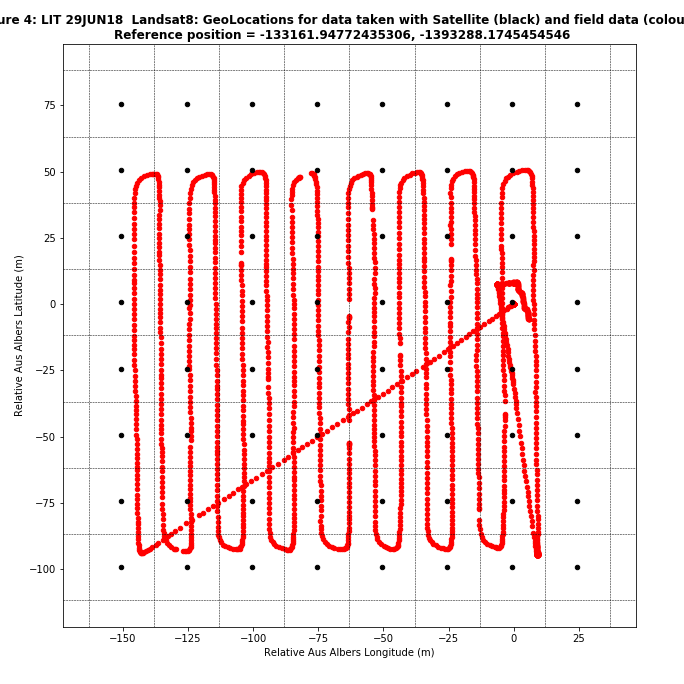 ure 4: LIT 29JUN18 Landsat8: GeoLocations for data taken with Satellite (black) and field data (colou
Reference position = -133161.94772435306, -1393288.1745454546
75
50
25
0
−25
−50
−75
−100
Relative Aus Albers Latitude (m)
−150 −125 −100 −75 −50 −25 0 25
Relative Aus Albers Longitude (m)